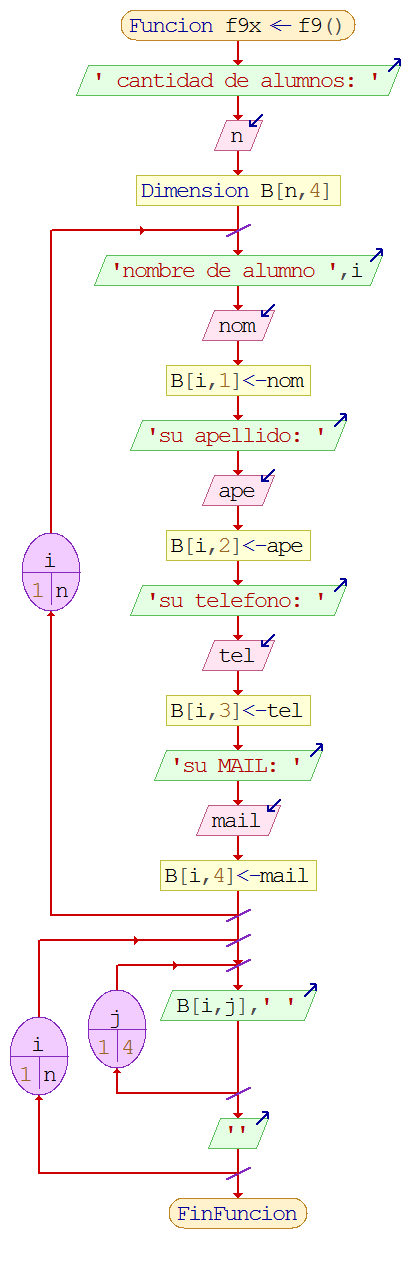 Funcion f9x <- f9()
' cantidad de alumnos: '
n
Dimension B[n,4]
'nombre de alumno ',i
nom
B[i,1]<-nom
'su apellido: '
ape
B[i,2]<-ape
i
1 n
'su telefono: '
tel
B[i,3]<-tel
'su MAIL: '
mail
B[i,4]<-mail
B[i,j],' '
j
1 4
i
1 n
''
FinFuncion